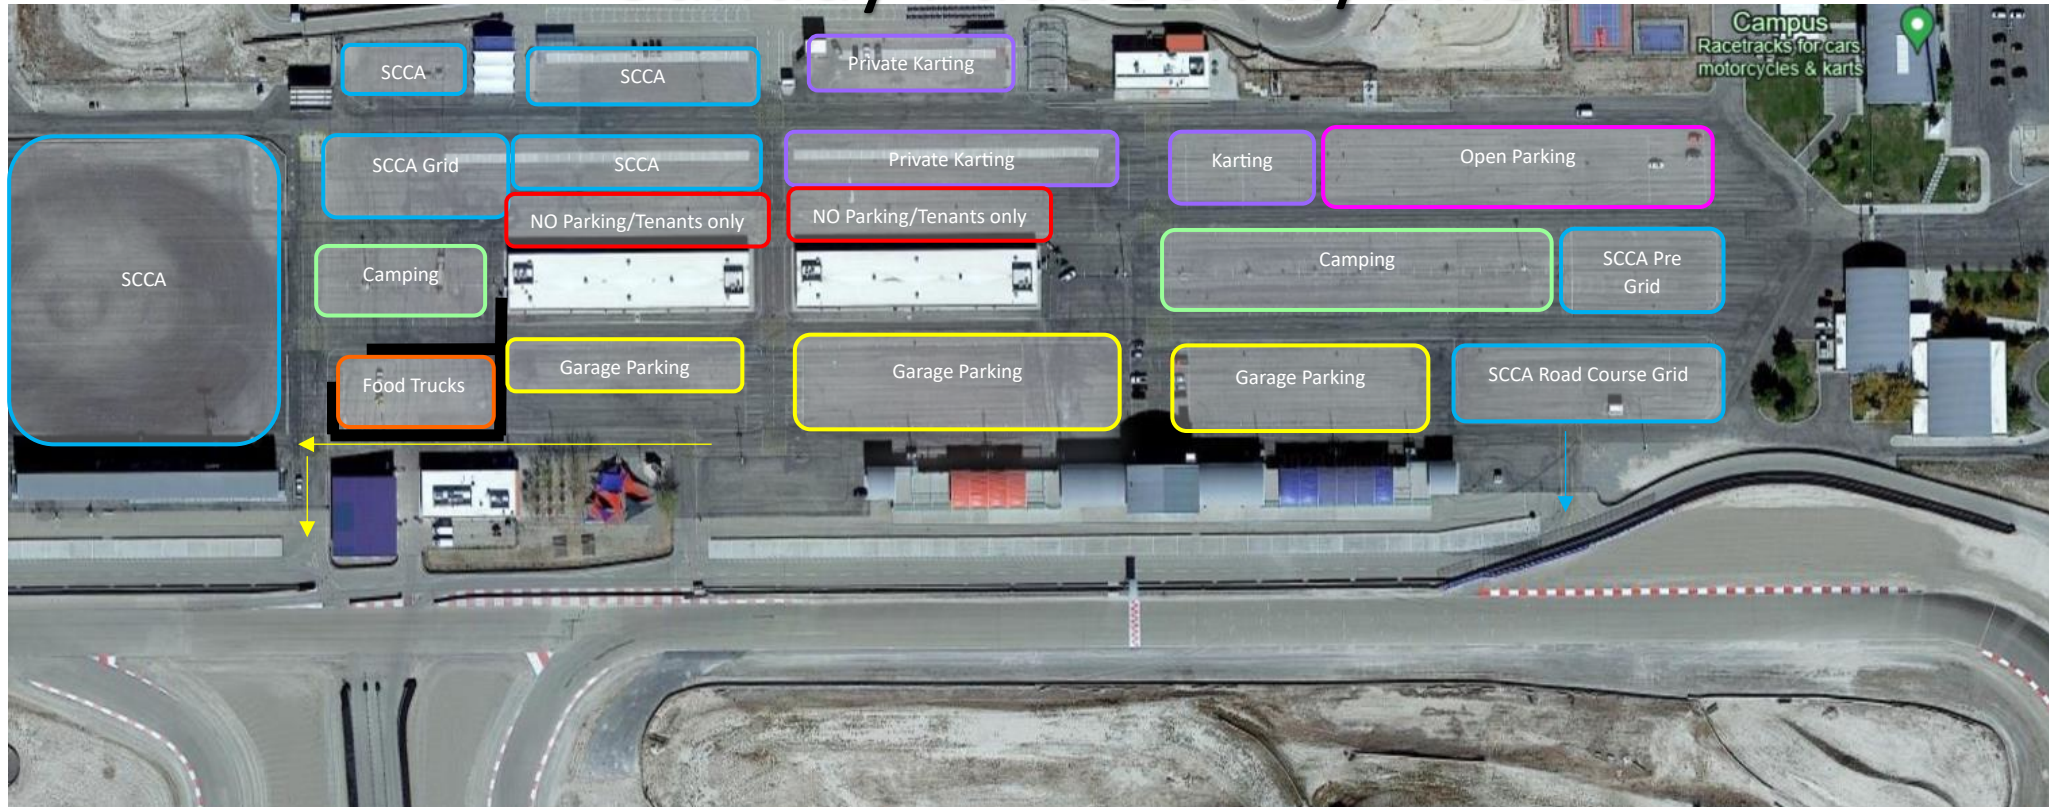 Campus
Racetracks for cars,
motorcycles & karts
SCCA
SCCA
Private Karting
SCCA Grid
SCCA
Private Karting
Karting
Open Parking
NO Parking/Tenants only
NO Parking/Tenants only
SCCA
Camping
Camping
SCCA Pre
Grid
Food Trucks
Garage Parking
Garage Parking
Garage Parking
SCCA Road Course Grid